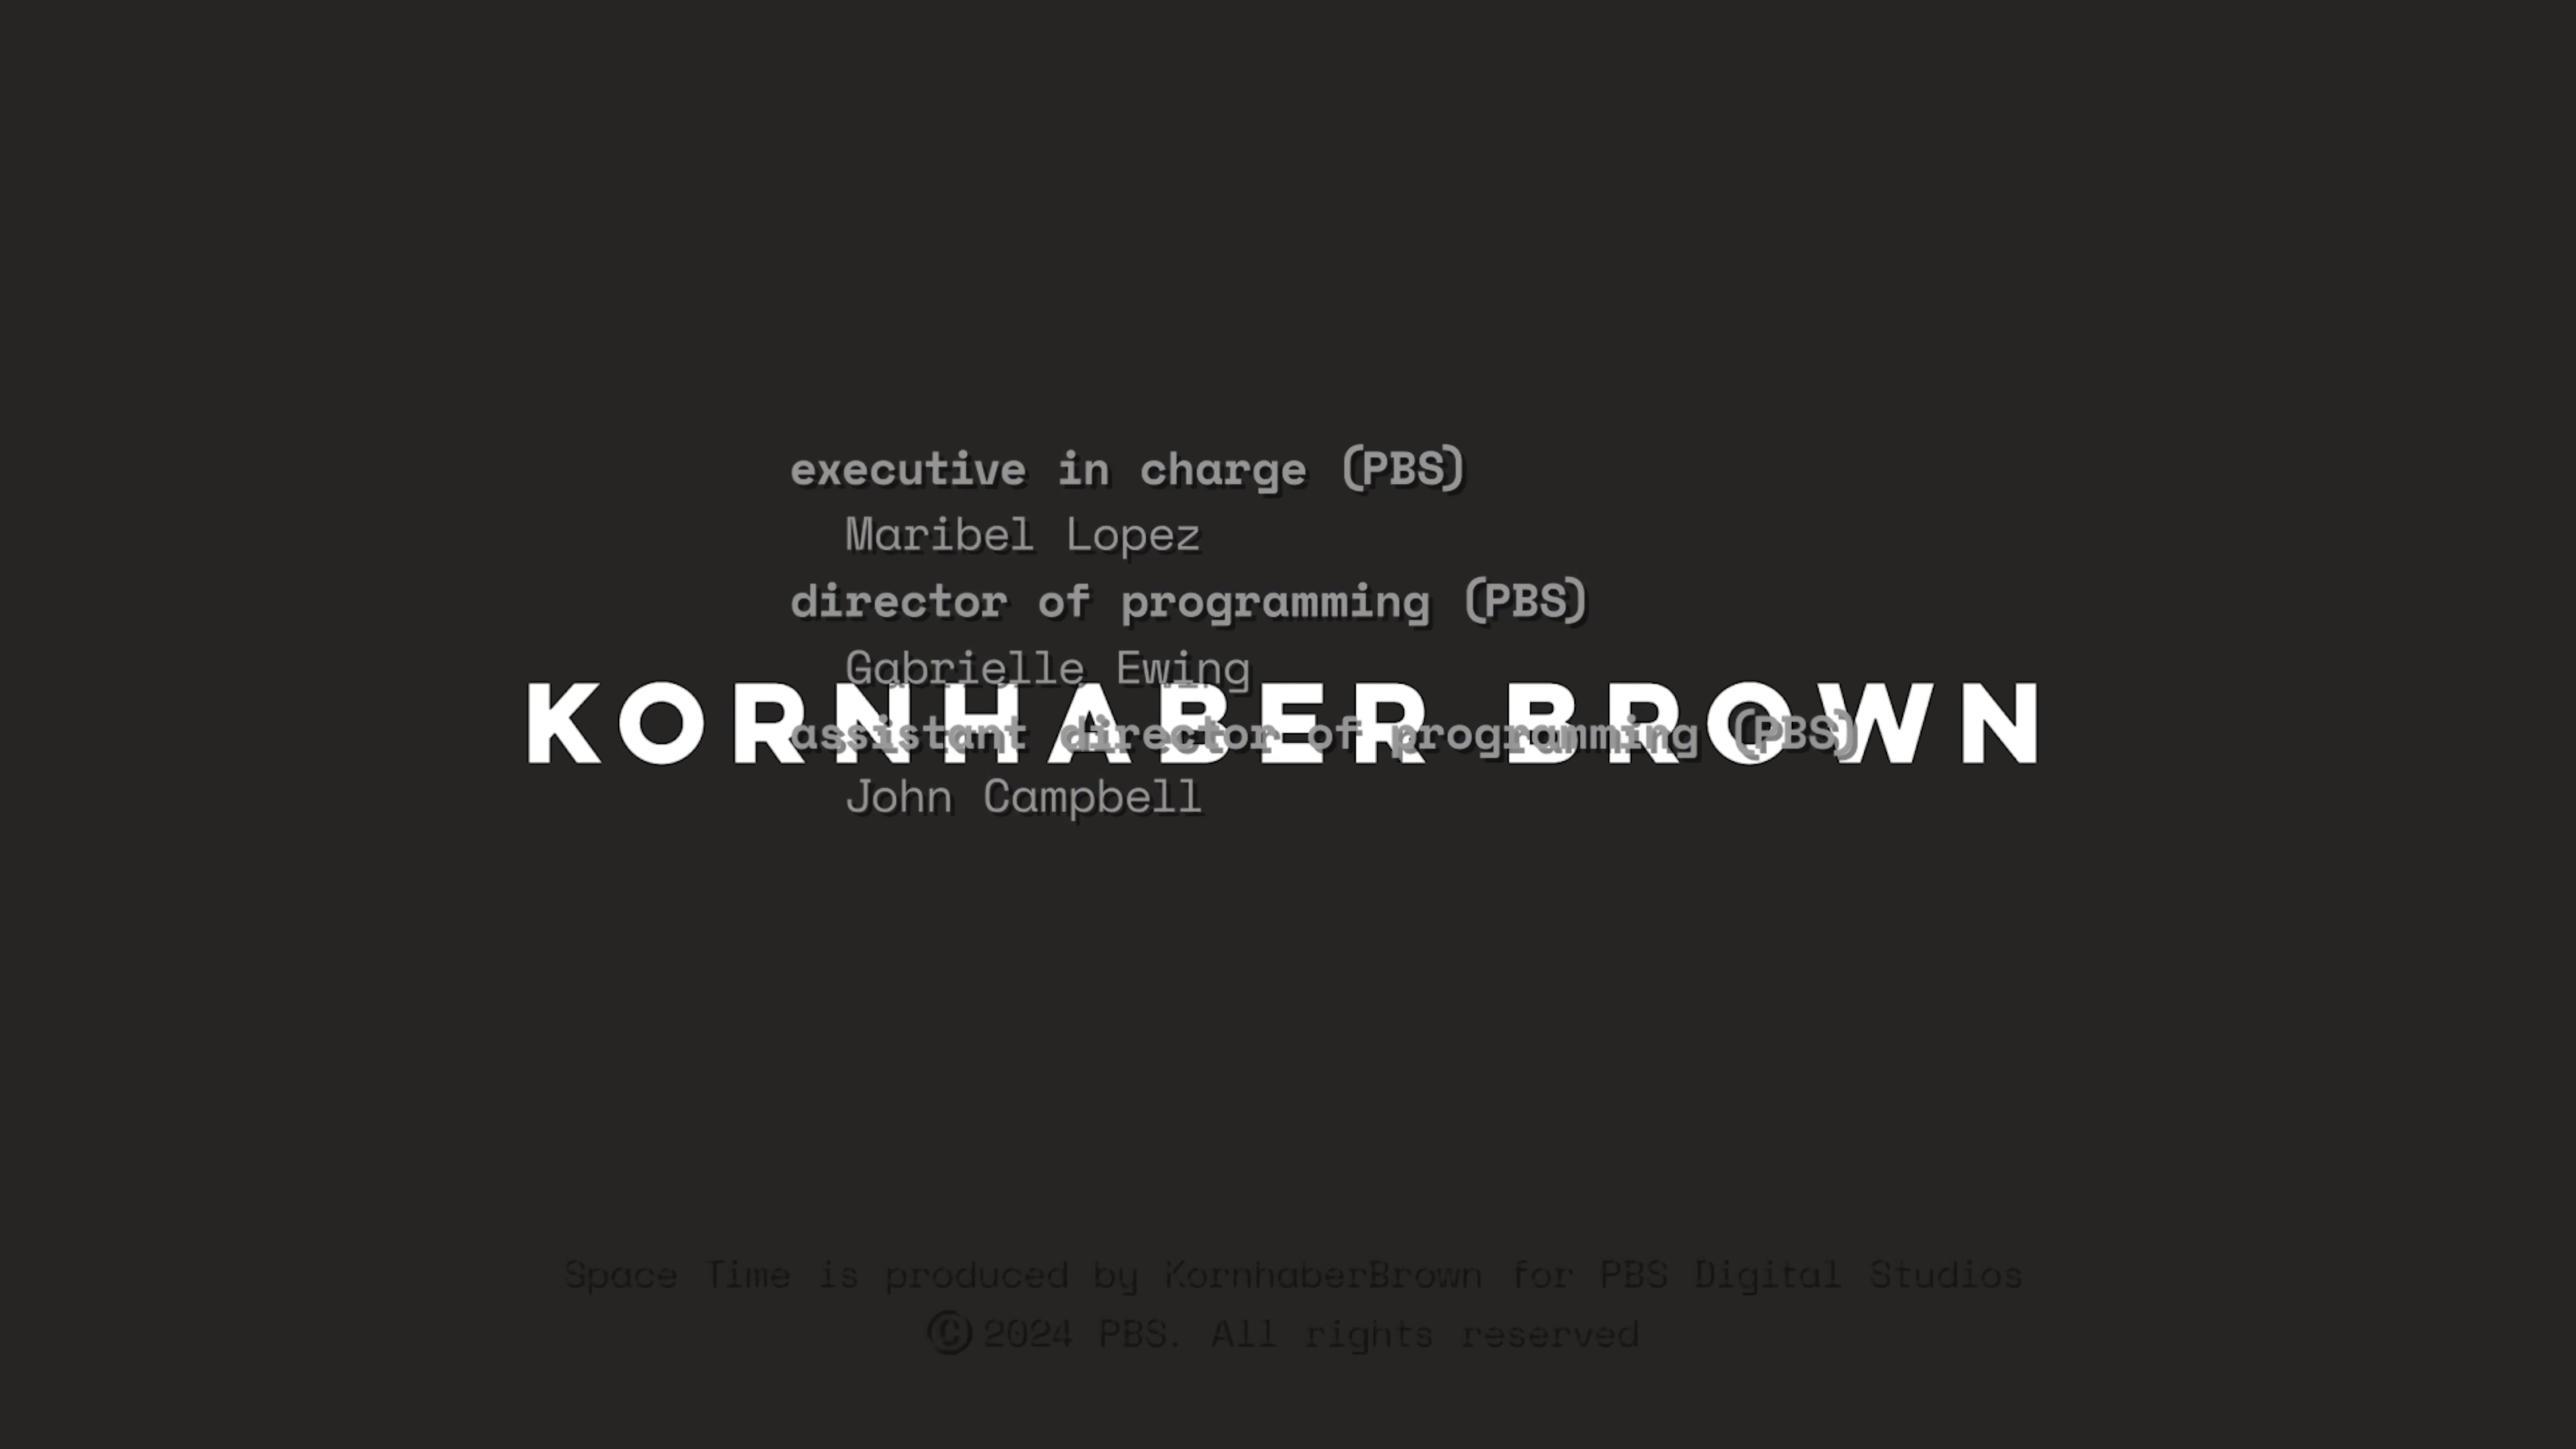 executive in charge (PBS)
Maribel Lopez
director of programming (PBS)
Gabrielle Ewing
KORNHABER BROWN
assistant director of programming (PBS)
John Campbell
Space Time is produced by KornhaberBrown for PBS Digital Studios
©2024 PBS. All rights reserved